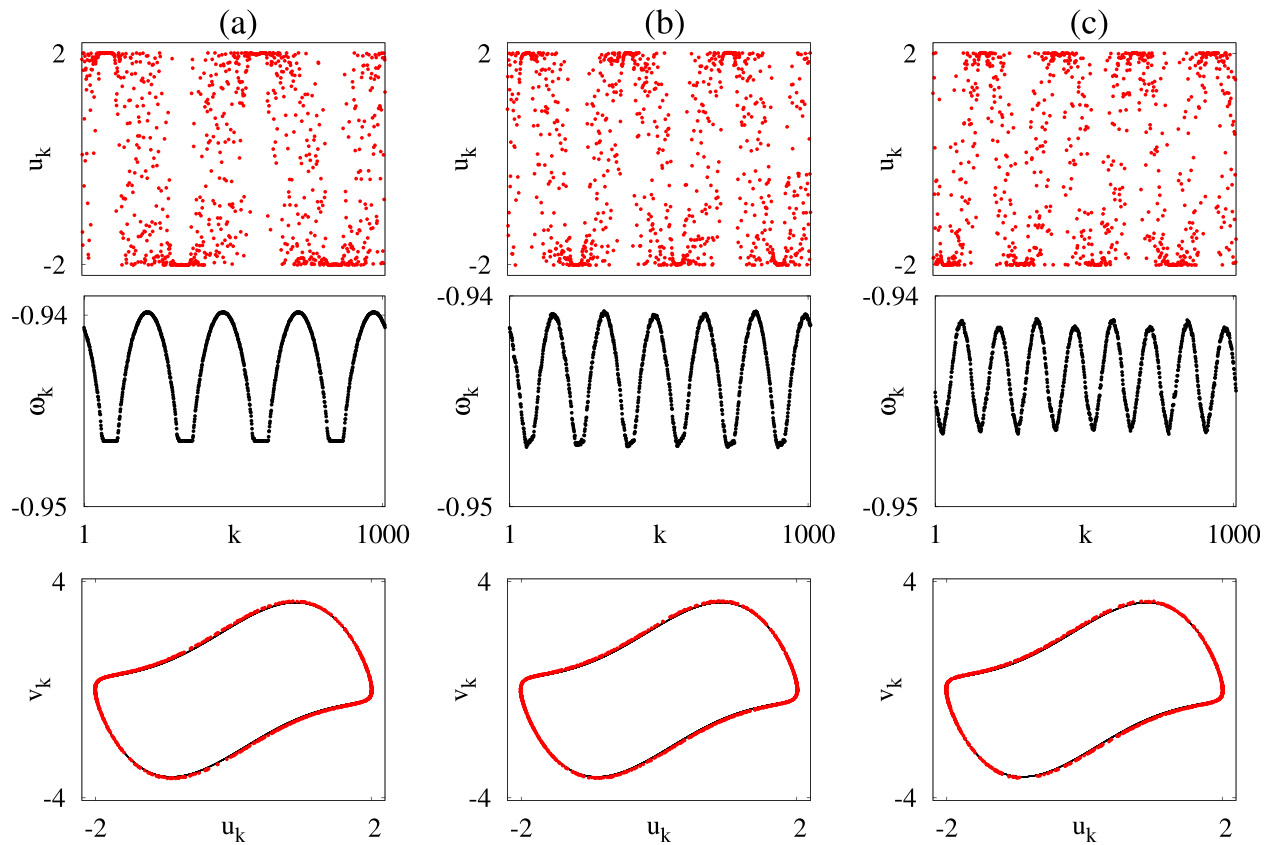 (a) (b) (c)
2 2 2
u_k u_k u_k
-2 -2 -2
-0.94 -0.94 -0.94
ω_k ω_k ω_k
-0.95 -0.95 -0.95
1 k 1000 1 k 1000 1 k 1000
4 4 4
v_k v_k v_k
-4 -4 -4
-2 u_k 2 -2 u_k 2 -2 u_k 2